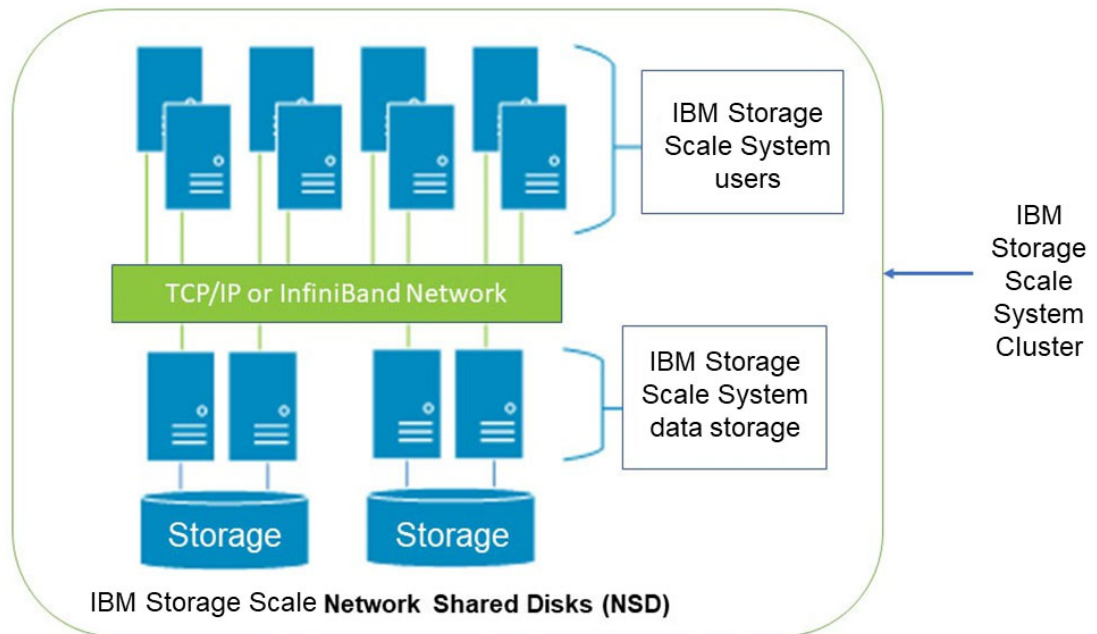 IBM Storage
Scale System
users
IBM
Storage
Scale
System
Cluster
TCP/IP or InfiniBand Network
IBM Storage
Scale System
data storage
Storage
Storage
IBM Storage Scale Network Shared Disks (NSD)